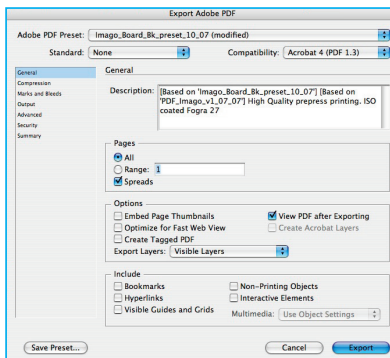 Export Adobe PDF
Adobe PDF Preset: Imago_Board_Bk_preset_10_07 (modified)
Standard: None Compatibility: Acrobat 4 (PDF 1.3)
General
Compression
Marks and Bleeds
Output
Advanced
Security
Summary
General
Description: [Based on 'Imago_Board_Bk_preset_10_07'] [Based on
'PDF_Imago_v1_07_07'] High Quality prepress printing. ISO
coated Fogra 27
Pages
All
Range: 1
Spreads
Options
Embed Page Thumbnails View PDF after Exporting
Optimize for Fast Web View Create Acrobat Layers
Create Tagged PDF
Export Layers: Visible Layers
Include
Bookmarks Non-Printing Objects
Hyperlinks Interactive Elements
Visible Guides and Grids Multimedia: Use Object Settings
Save Preset... Cancel Export